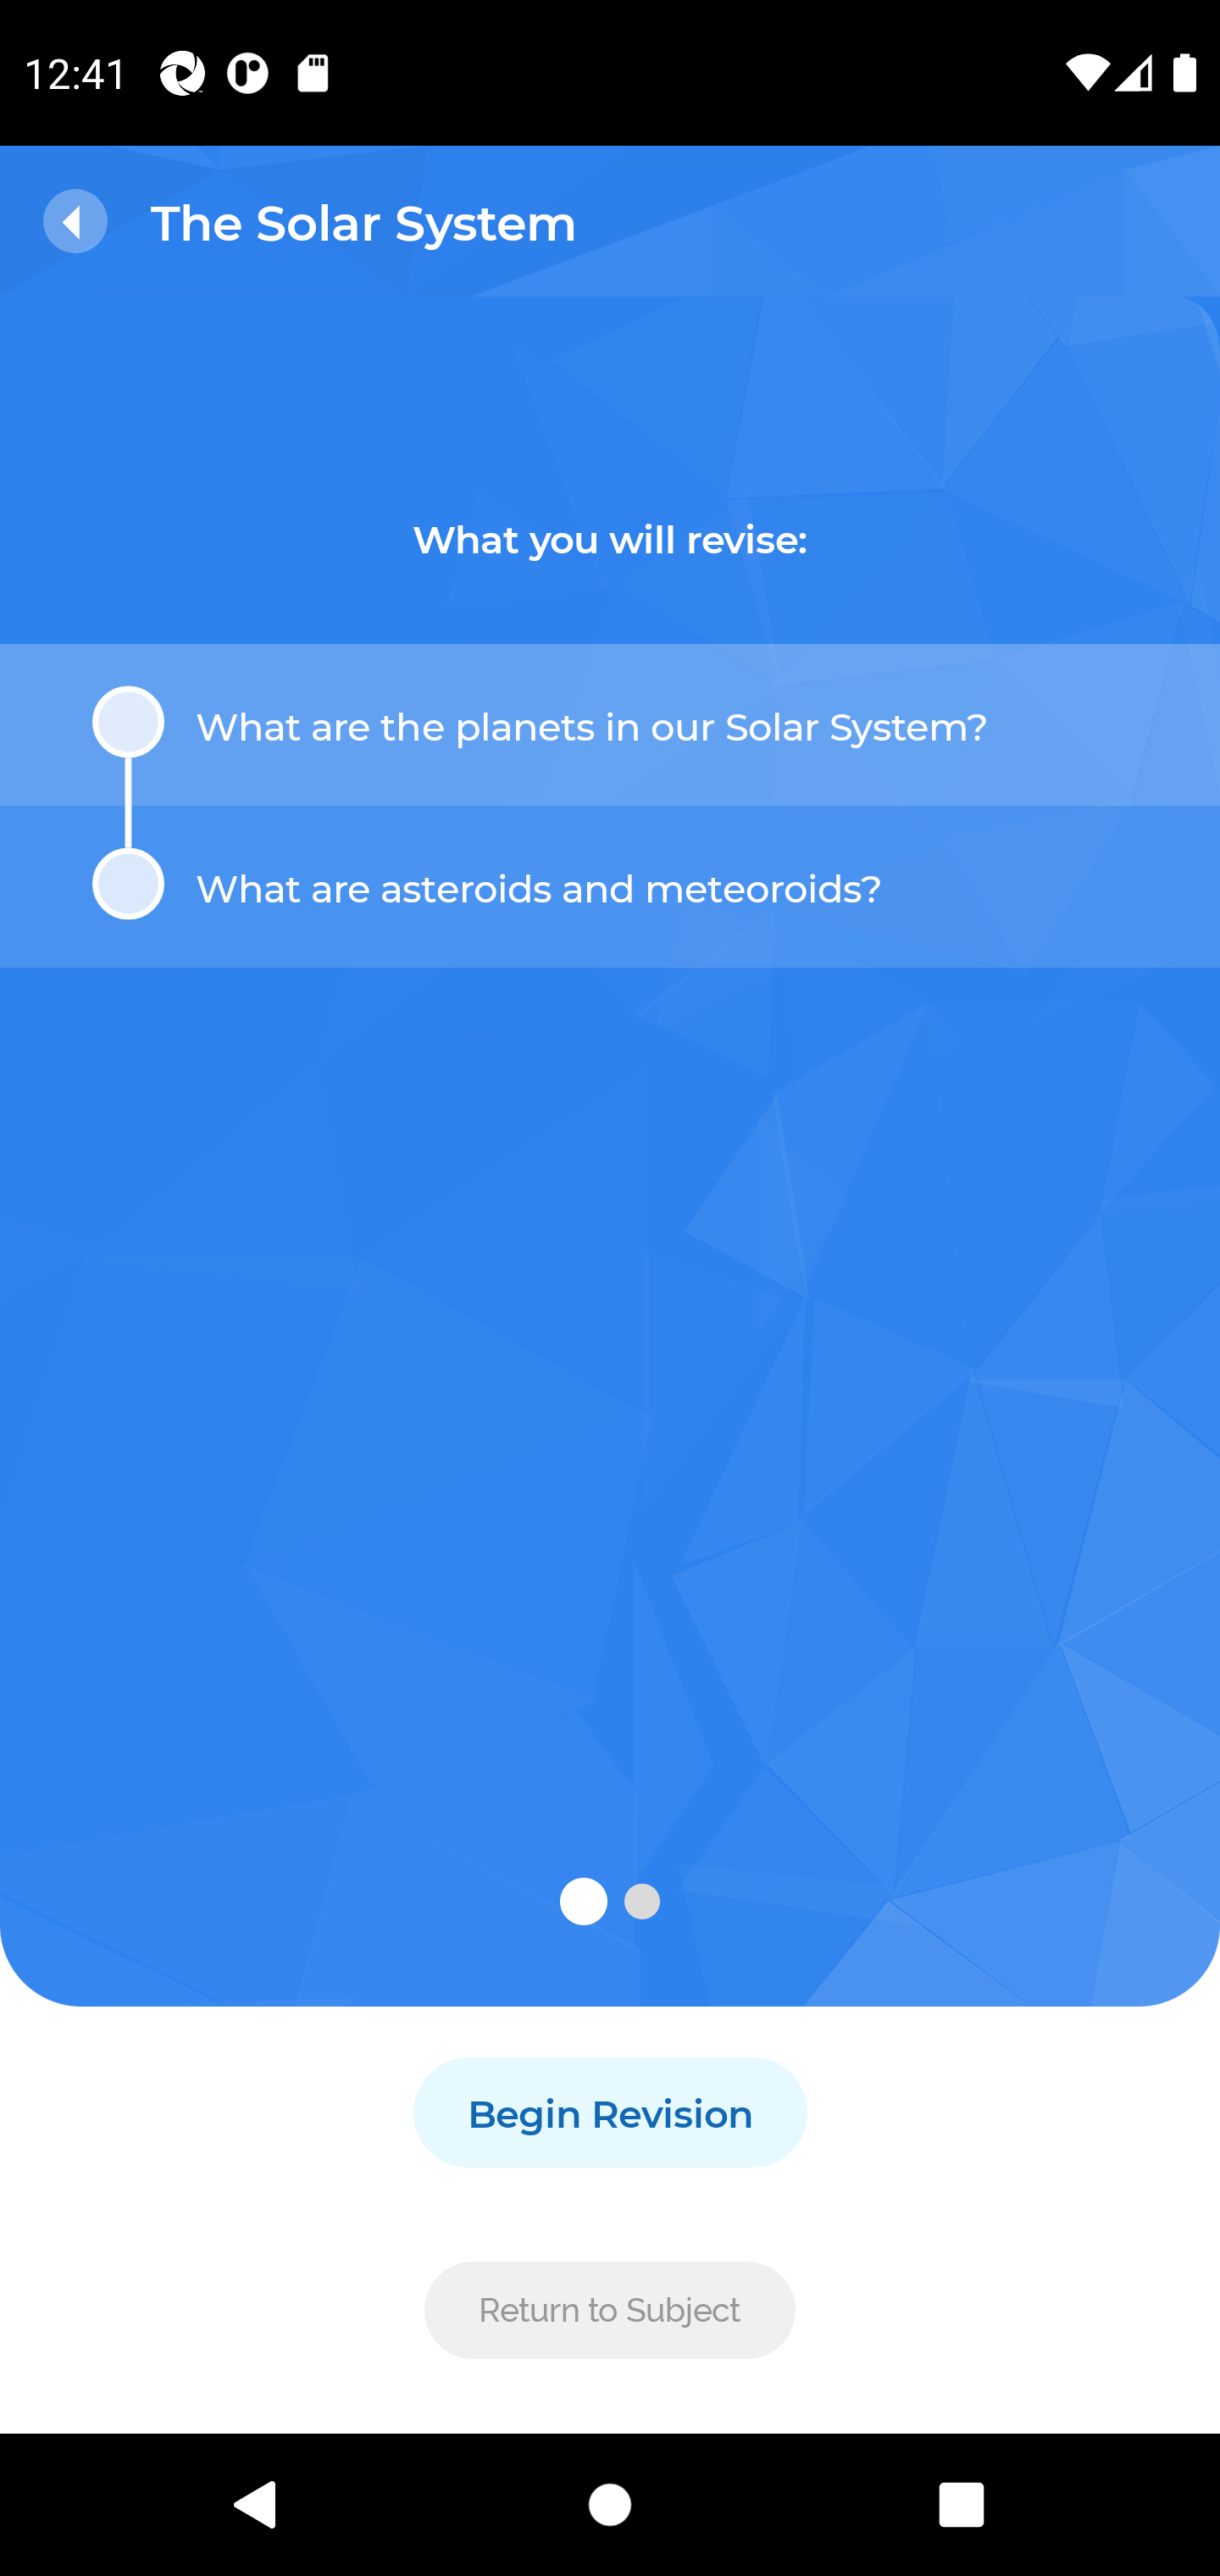 12:41
The Solar System
What you will revise:
What are the planets in our Solar System?
What are asteroids and meteoroids?
Begin Revision
Return to Subject